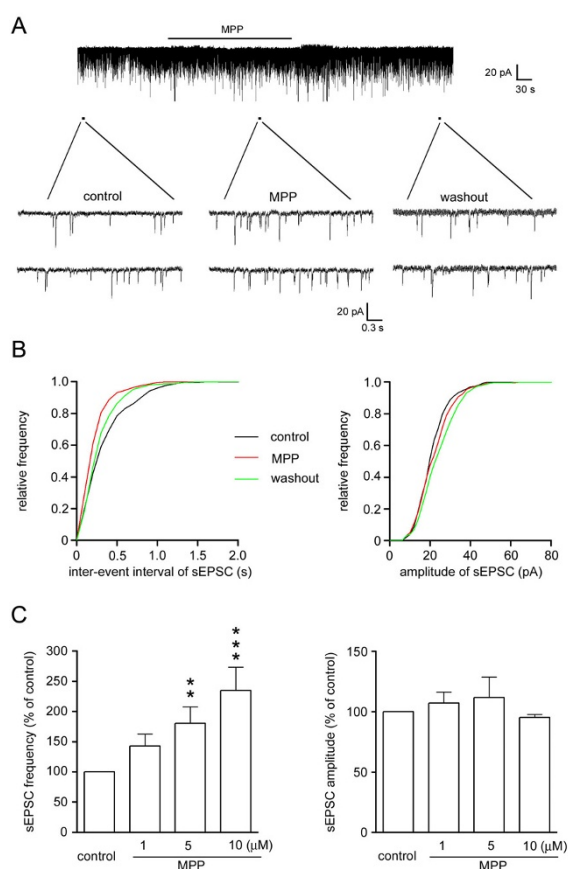 A
MPP
20 pA
30 s
control
MPP
washout
20 pA
0.3 s
B
1.0
0.8
0.6
0.4
0.2
0
relative frequency
0 0.5 1.0 1.5 2.0
inter-event interval of sEPSC (s)
control
MPP
washout
1.0
0.8
0.6
0.4
0.2
0
relative frequency
0 20 40 60 80
amplitude of sEPSC (pA)
C
300
250
200
150
100
50
0
sEPSC frequency (% of control)
**
***
control
1 5 10 (μM)
MPP
150
100
50
0
sEPSC amplitude (% of control)
control
1 5 10 (μM)
MPP